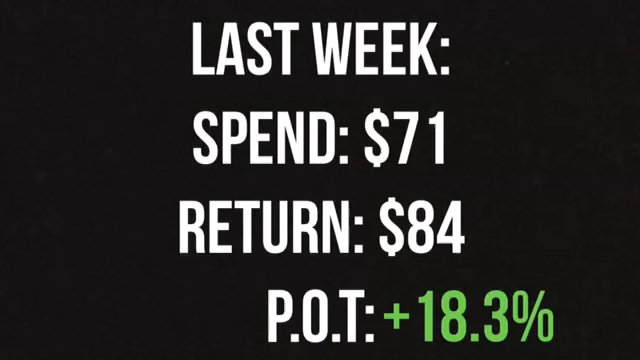 LAST WEEK:
SPEND: $71
RETURN: $84
P.O.T: +18.3%